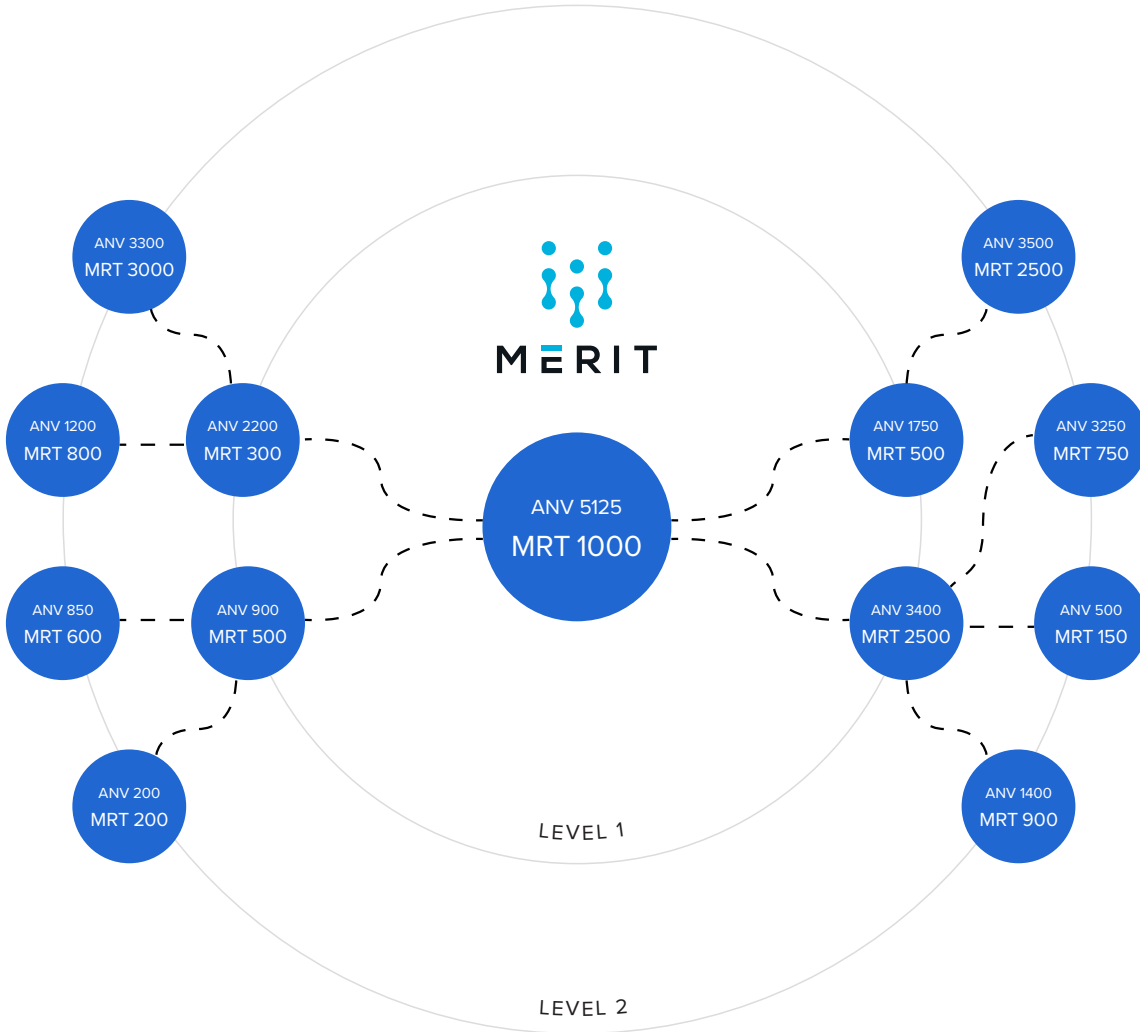 ANV 3300
MRT 3000
ANV 3500
MRT 2500
MERIT
ANV 1200
MRT 800
ANV 2200
MRT 300
ANV 1750
MRT 500
ANV 3250
MRT 750
ANV 5125
MRT 1000
ANV 850
MRT 600
ANV 900
MRT 500
ANV 3400
MRT 2500
ANV 500
MRT 150
ANV 200
MRT 200
ANV 1400
MRT 900
LEVEL 1
LEVEL 2